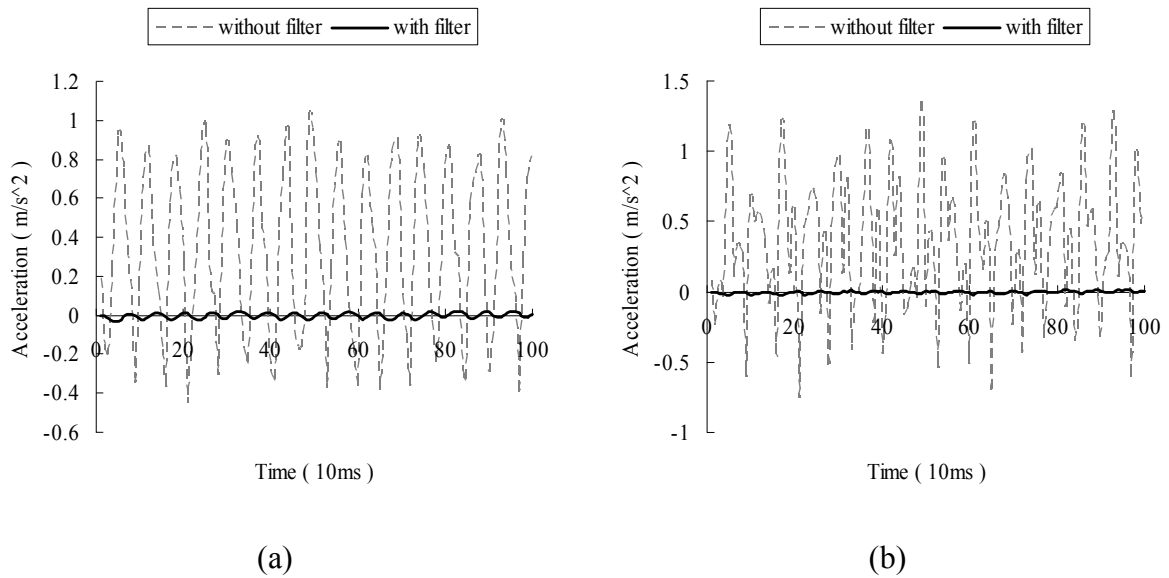 without filter with filter
1.2
1
0.8
0.6
0.4
0.2
0
-0.2
-0.4
-0.6
0 20 40 60 80 100
Acceleration ( m/s^2 )
Time ( 10ms )
(a)
without filter with filter
1.5
1
0.5
0
-0.5
-1
0 20 40 60 80 100
Acceleration ( m/s^2 )
Time ( 10ms )
(b)